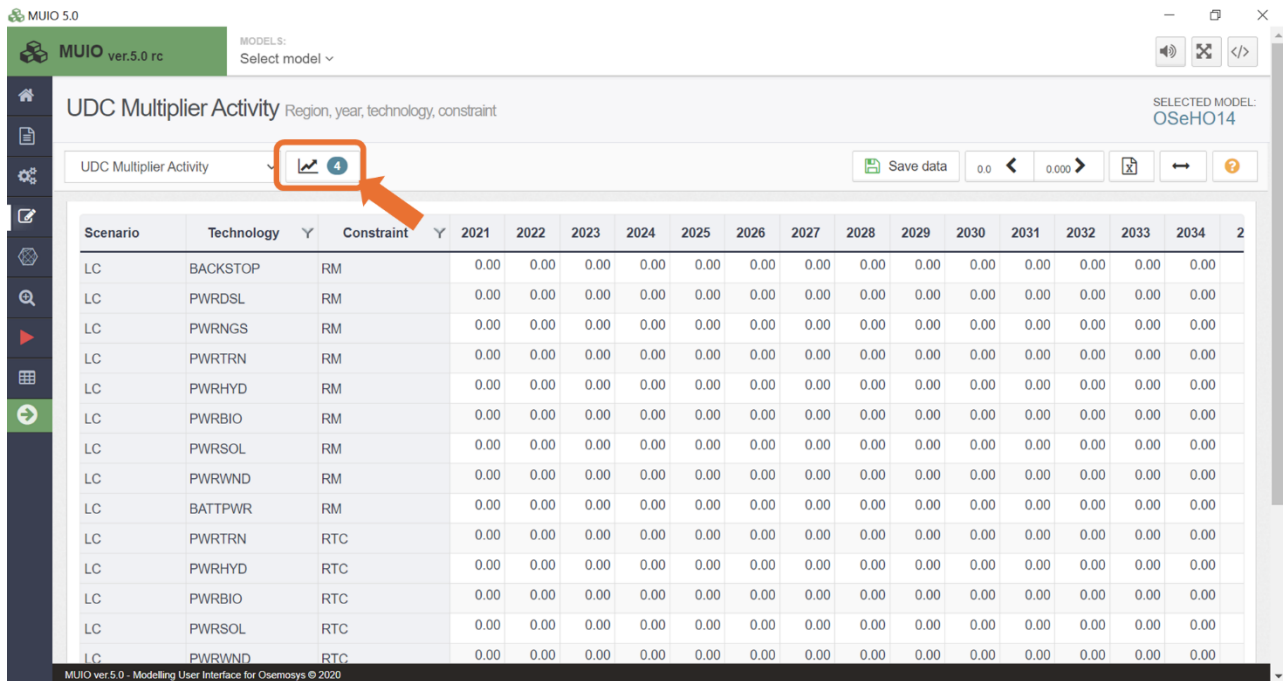 MUIO 5.0
MUIO ver.5.0 rc
MODELS:
Select model
UDC Multiplier Activity Region, year, technology, constraint
SELECTED MODEL:
OSeHO14
UDC Multiplier Activity 4 Save data 0.0 0.000 ?
Scenario Technology Constraint 2021 2022 2023 2024 2025 2026 2027 2028 2029 2030 2031 2032 2033 2034 2
LC BACKSTOP RM 0.00 0.00 0.00 0.00 0.00 0.00 0.00 0.00 0.00 0.00 0.00 0.00 0.00 0.00
LC PWRDSL RM 0.00 0.00 0.00 0.00 0.00 0.00 0.00 0.00 0.00 0.00 0.00 0.00 0.00 0.00
LC PWRNGS RM 0.00 0.00 0.00 0.00 0.00 0.00 0.00 0.00 0.00 0.00 0.00 0.00 0.00 0.00
LC PWRTRN RM 0.00 0.00 0.00 0.00 0.00 0.00 0.00 0.00 0.00 0.00 0.00 0.00 0.00 0.00
LC PWRHYD RM 0.00 0.00 0.00 0.00 0.00 0.00 0.00 0.00 0.00 0.00 0.00 0.00 0.00 0.00
LC PWRBIO RM 0.00 0.00 0.00 0.00 0.00 0.00 0.00 0.00 0.00 0.00 0.00 0.00 0.00 0.00
LC PWRSOL RM 0.00 0.00 0.00 0.00 0.00 0.00 0.00 0.00 0.00 0.00 0.00 0.00 0.00 0.00
LC PWRWND RM 0.00 0.00 0.00 0.00 0.00 0.00 0.00 0.00 0.00 0.00 0.00 0.00 0.00 0.00
LC BATTPWR RM 0.00 0.00 0.00 0.00 0.00 0.00 0.00 0.00 0.00 0.00 0.00 0.00 0.00 0.00
LC PWRTRN RTC 0.00 0.00 0.00 0.00 0.00 0.00 0.00 0.00 0.00 0.00 0.00 0.00 0.00 0.00
LC PWRHYD RTC 0.00 0.00 0.00 0.00 0.00 0.00 0.00 0.00 0.00 0.00 0.00 0.00 0.00 0.00
LC PWRBIO RTC 0.00 0.00 0.00 0.00 0.00 0.00 0.00 0.00 0.00 0.00 0.00 0.00 0.00 0.00
LC PWRSOL RTC 0.00 0.00 0.00 0.00 0.00 0.00 0.00 0.00 0.00 0.00 0.00 0.00 0.00 0.00
LC PWRWND RTC 0.00 0.00 0.00 0.00 0.00 0.00 0.00 0.00 0.00 0.00 0.00 0.00 0.00 0.00
MUIO ver.5.0 - Modelling User Interface for Osemosys © 2020